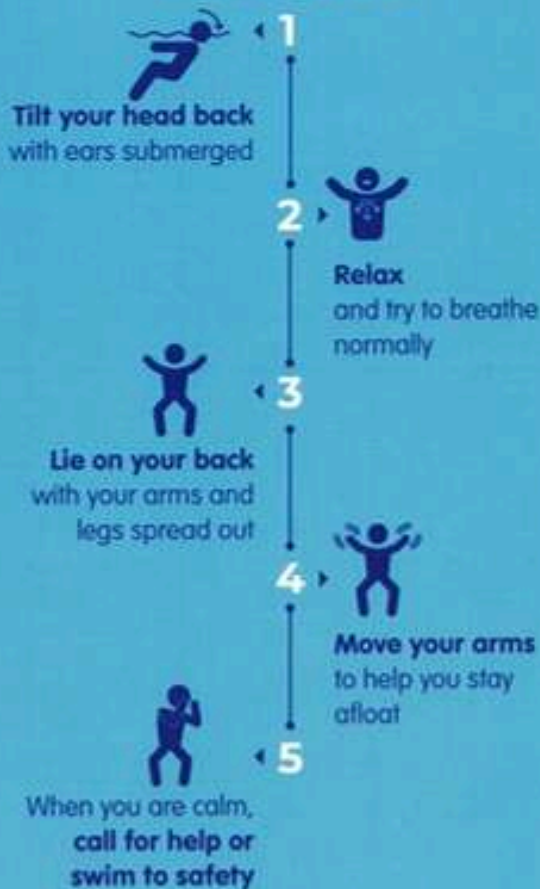 1
Tilt your head back
with ears submerged
2
Relax
and try to breathe
normally
3
Lie on your back
with your arms and
legs spread out
4
Move your arms
to help you stay
afloat
5
When you are calm,
call for help or
swim to safety